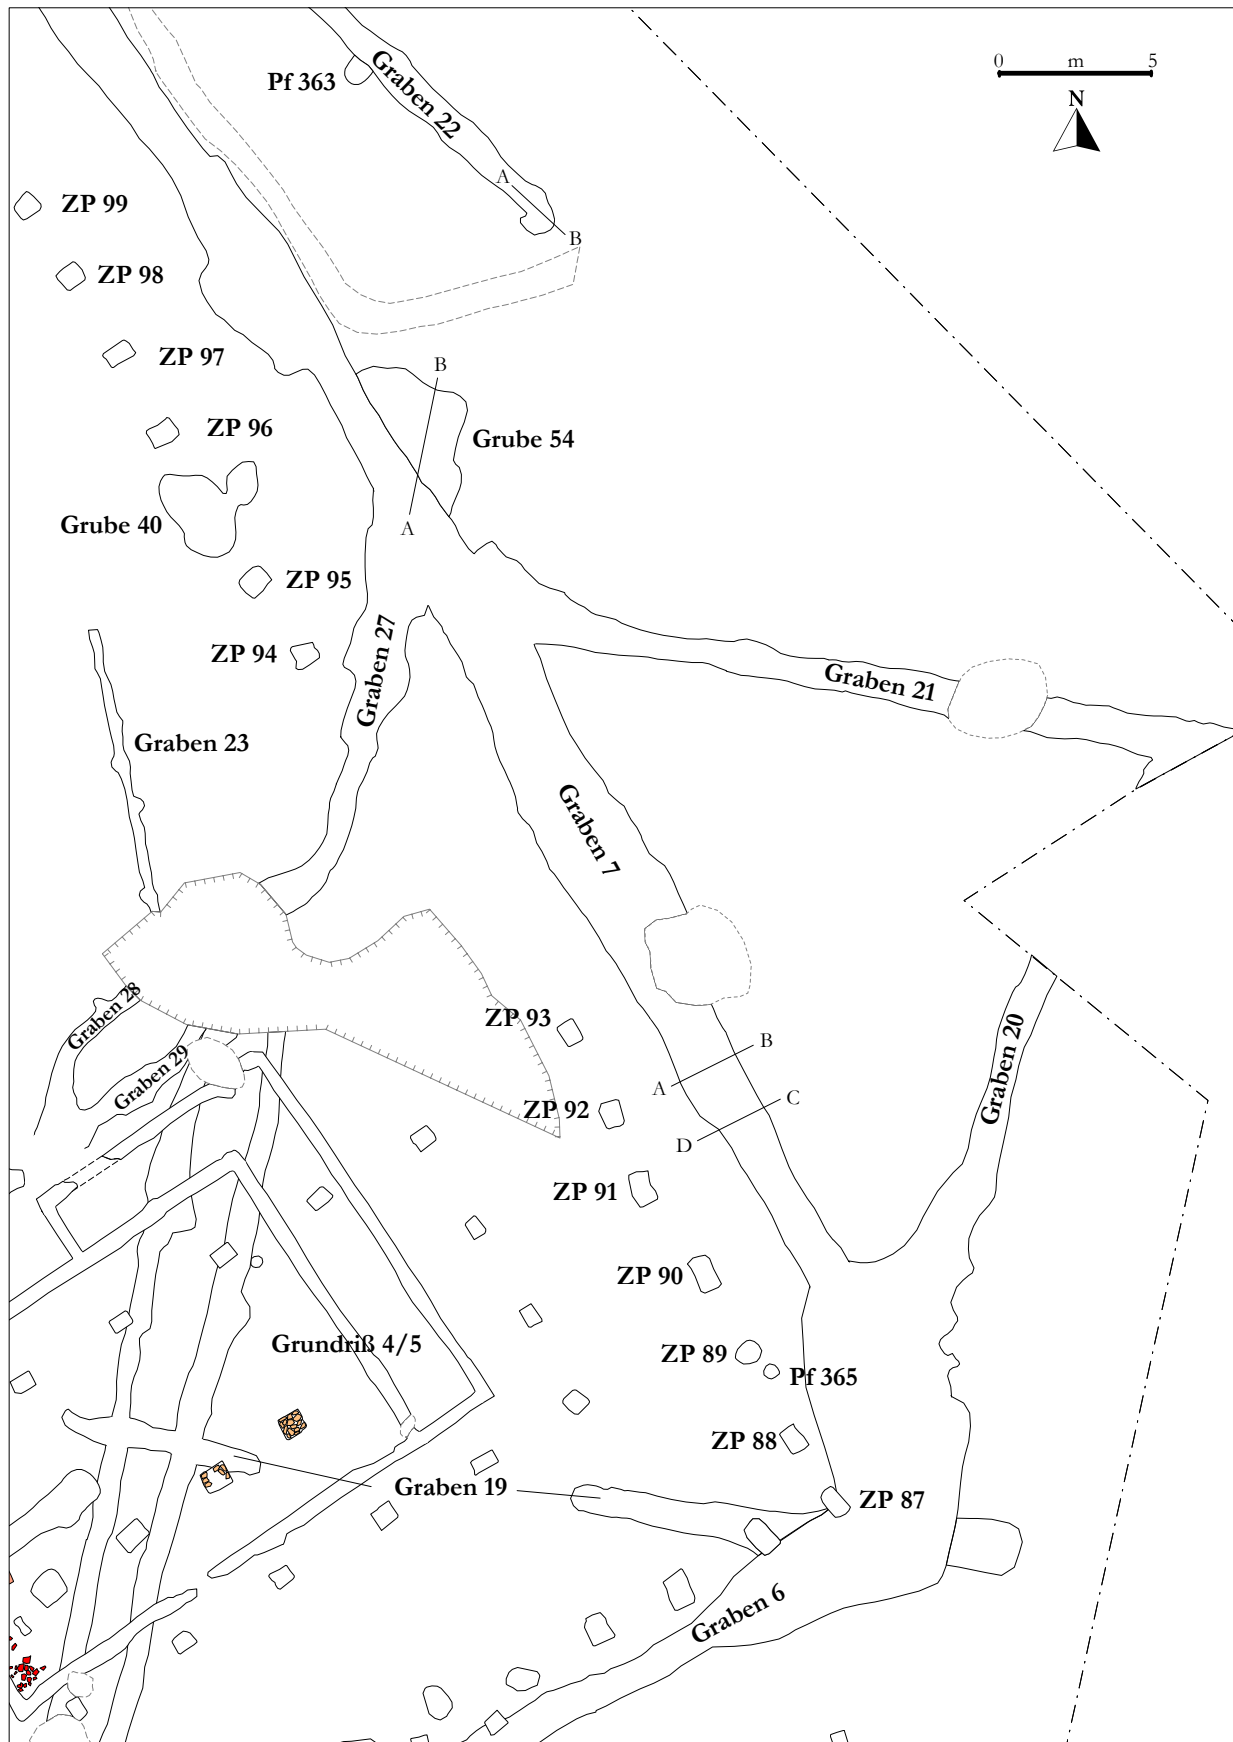 0 m 5
N
Pf 363
Graben 22
A
B
ZP 99
ZP 98
ZP 97
B
ZP 96
Grube 54
Grube 40
A
ZP 95
ZP 94
Graben 27
Graben 21
Graben 23
Graben 7
Graben 28
ZP 93
Graben 20
B
Graben 29
A
C
ZP 92
D
ZP 91
ZP 90
Grundriß 4/5
ZP 89
Pf 365
ZP 88
Graben 19
ZP 87
Graben 6